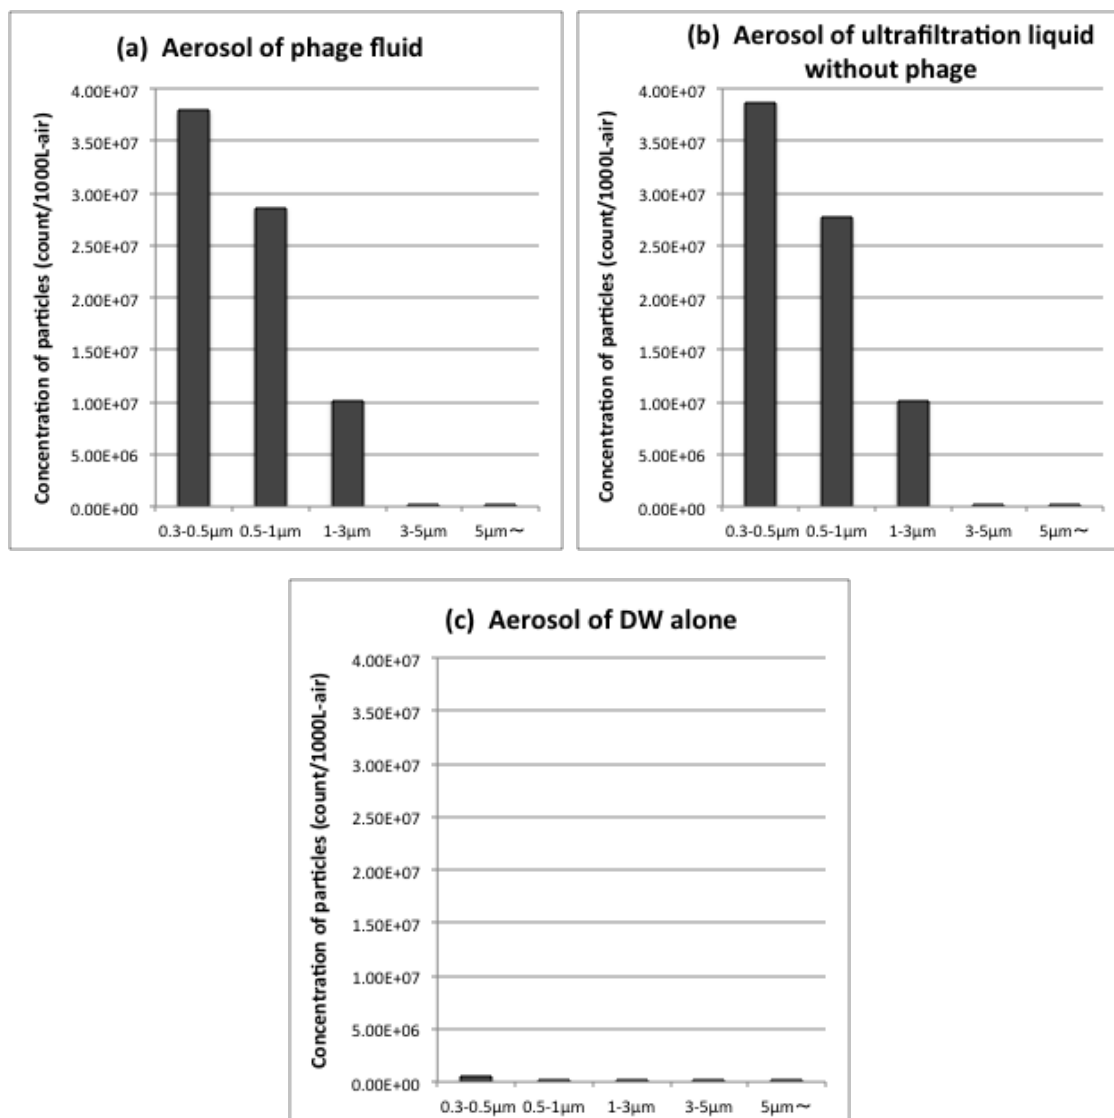 (a) Aerosol of phage fluid
Concentration of particles (count/1000L-air)
4.00E+07
3.50E+07
3.00E+07
2.50E+07
2.00E+07
1.50E+07
1.00E+07
5.00E+06
0.00E+00
0.3-0.5μm 0.5-1μm 1-3μm 3-5μm 5μm～
(b) Aerosol of ultrafiltration liquid
without phage
Concentration of particles (count/1000L-air)
4.00E+07
3.50E+07
3.00E+07
2.50E+07
2.00E+07
1.50E+07
1.00E+07
5.00E+06
0.00E+00
0.3-0.5μm 0.5-1μm 1-3μm 3-5μm 5μm～
(c) Aerosol of DW alone
Concentration of particles (count/1000L-air)
4.00E+07
3.50E+07
3.00E+07
2.50E+07
2.00E+07
1.50E+07
1.00E+07
5.00E+06
0.00E+00
0.3-0.5μm 0.5-1μm 1-3μm 3-5μm 5μm～